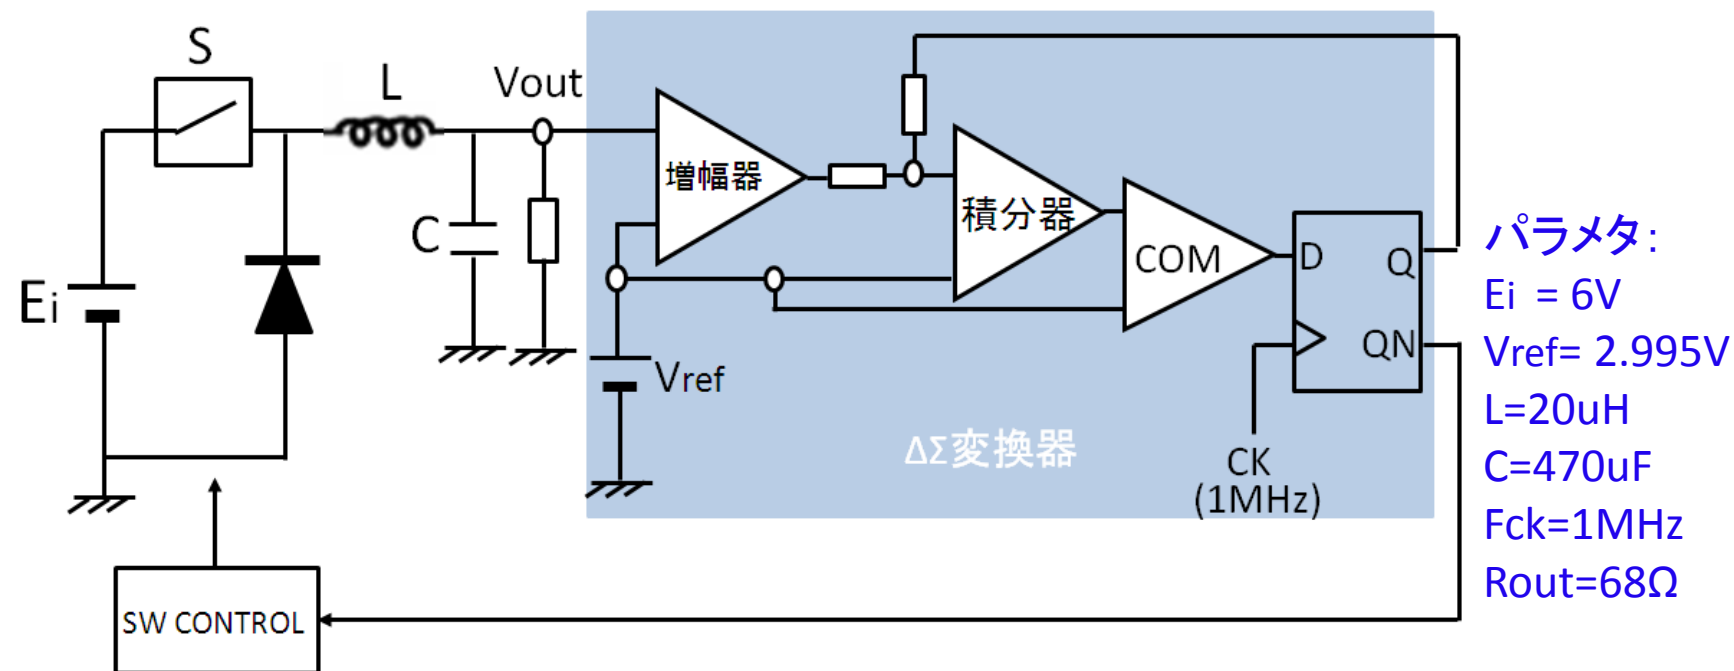 S
L
Vout
増幅器
積分器
COM
D
Q
QN
C
Ei
Vref
ΔΣ変換器
CK
(1MHz)
SW CONTROL
パラメタ:
Ei = 6V
Vref= 2.995V
L=20uH
C=470uF
Fck=1MHz
Rout=68Ω